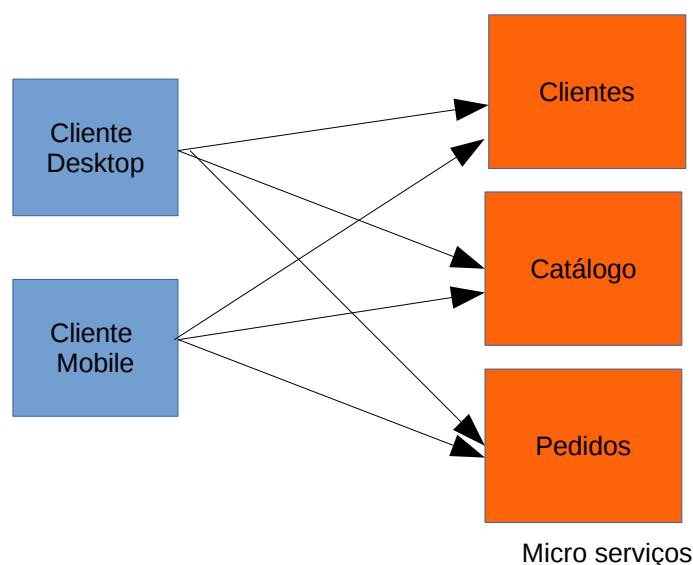 Cliente
Desktop
Cliente
Mobile
Clientes
Catálogo
Pedidos
Micro serviços